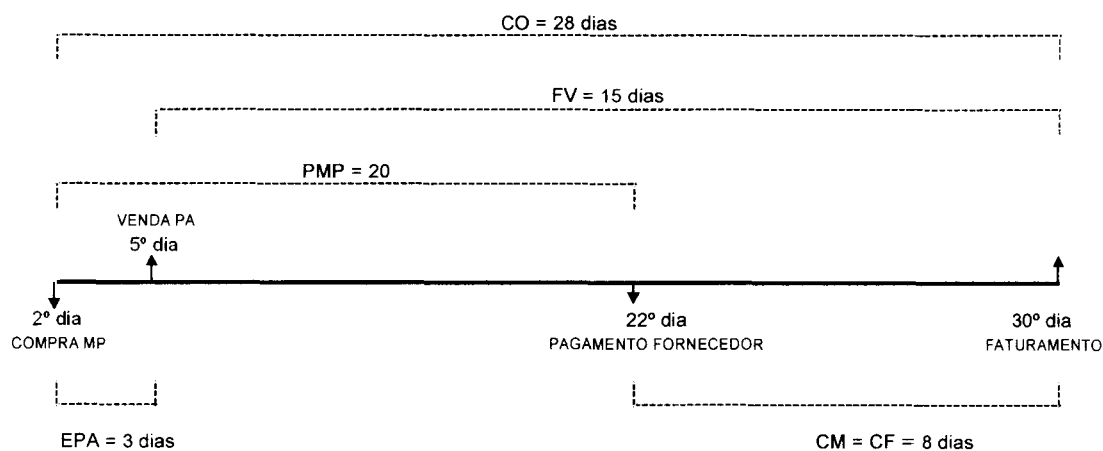 CO = 28 dias
FV = 15 dias
PMP = 20
VENDA PA
5º dia
2º dia
COMPRA MP
22º dia
PAGAMENTO FORNECEDOR
30º dia
FATURAMENTO
EPA = 3 dias
CM = CF = 8 dias